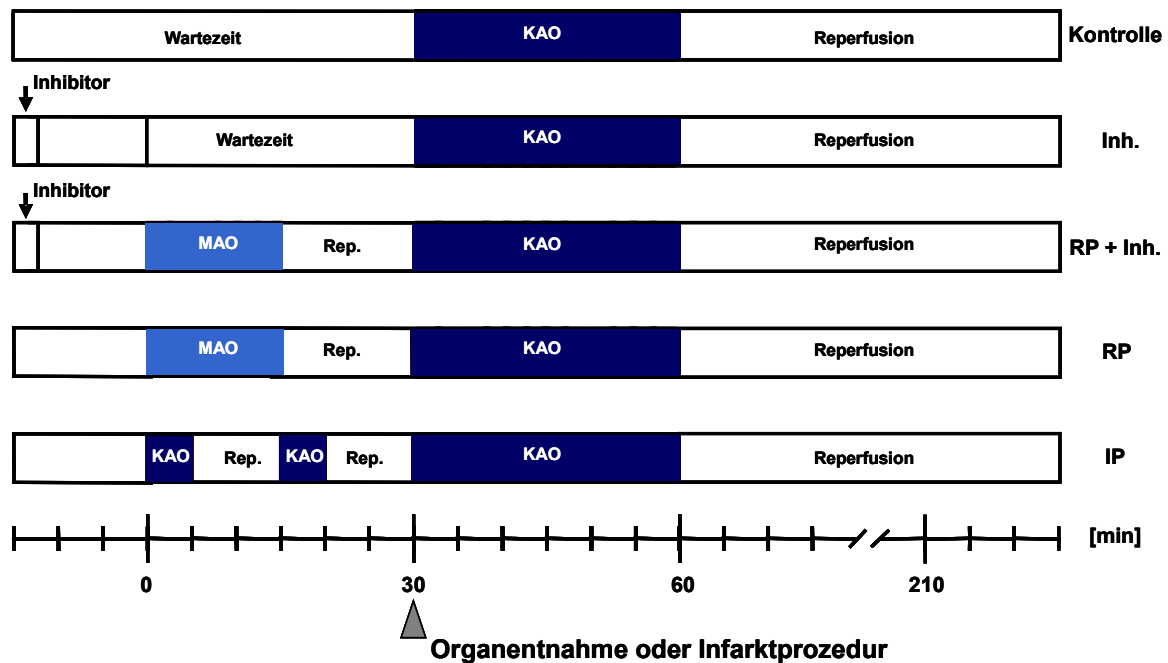 Wartezeit KAO Reperfusion Kontrolle
Inhibitor
Wartezeit KAO Reperfusion Inh.
Inhibitor
MAO Rep. KAO Reperfusion RP + Inh.
MAO Rep. KAO Reperfusion RP
KAO Rep. KAO Rep. KAO Reperfusion IP
[min]
0 30 60 210
Organentnahme oder Infarktprozedur